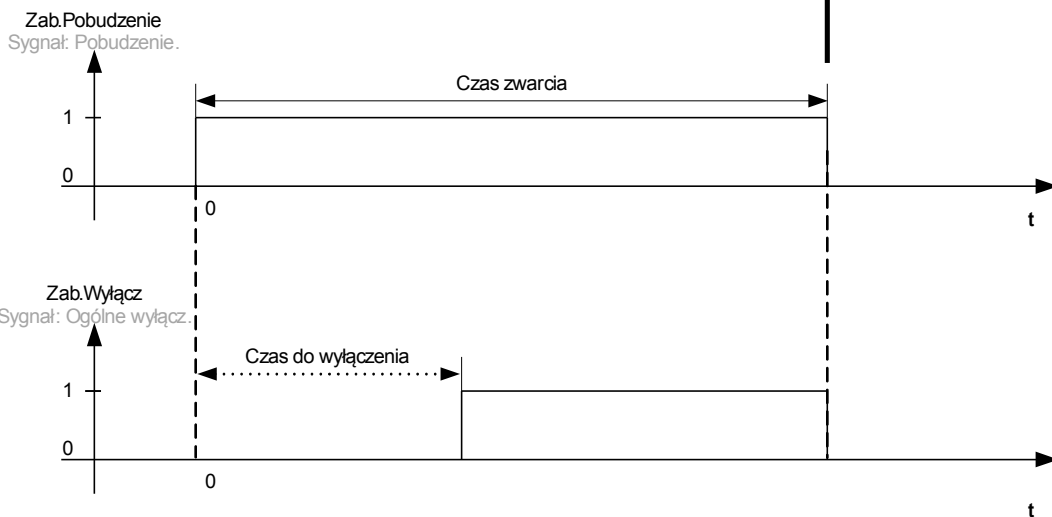 Zab.Pobudzenie
Sygnał: Pobudzenie.
Czas zwarcia
1
0
0
t
Zab.Wyłącz
Sygnał: Ogólne wyłącz.
Czas do wyłączenia
1
0
0
t